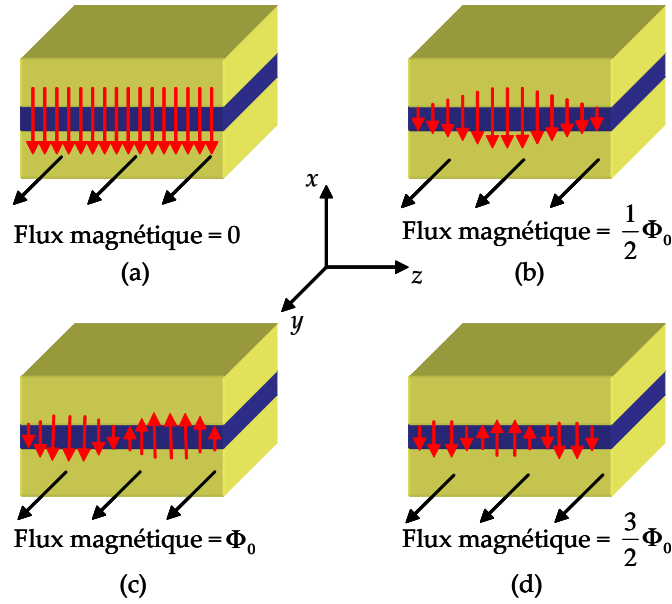 Flux magnétique = 0
(a)
Flux magnétique = 1/2 Φ₀
(b)
x
z
y
Flux magnétique = Φ₀
(c)
Flux magnétique = 3/2 Φ₀
(d)